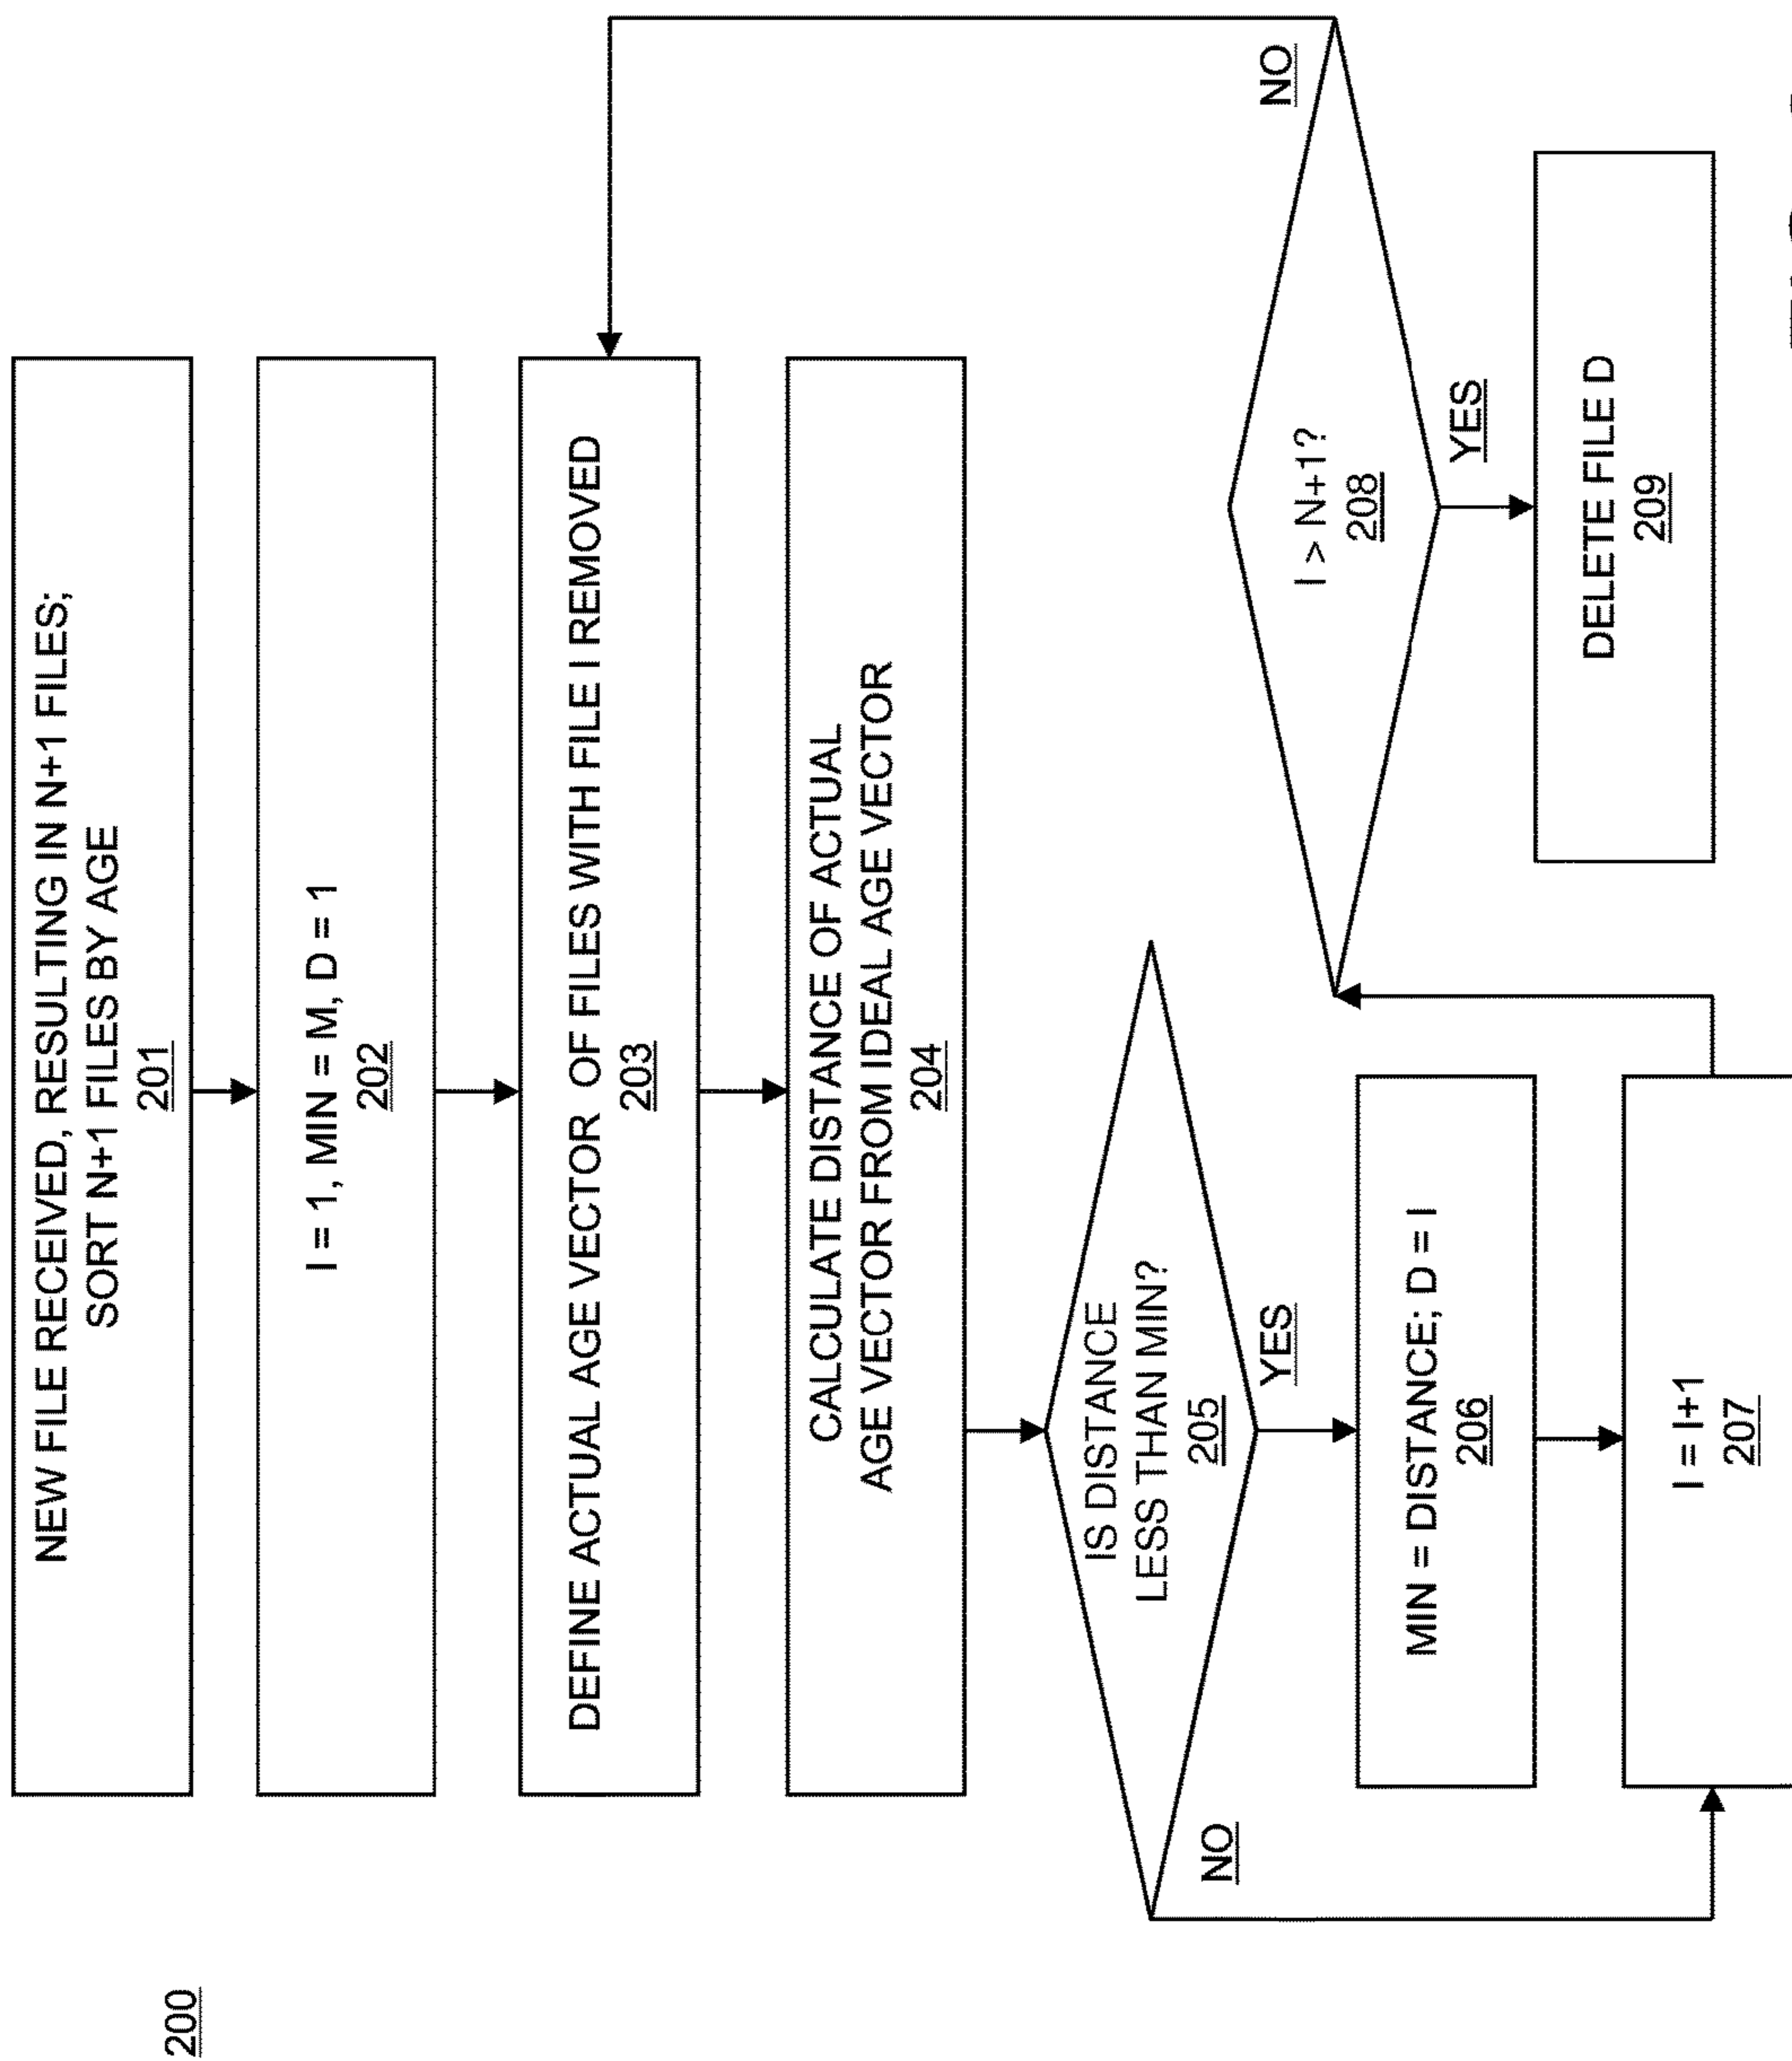 200
NEW FILE RECEIVED, RESULTING IN N+1 FILES;
SORT N+1 FILES BY AGE
201
I = 1, MIN = M, D = 1
202
DEFINE ACTUAL AGE VECTOR OF FILES WITH FILE I REMOVED
203
CALCULATE DISTANCE OF ACTUAL
AGE VECTOR FROM IDEAL AGE VECTOR
204
IS DISTANCE
LESS THAN MIN?
205
NO
YES
MIN = DISTANCE; D = I
206
I = I+1
207
I > N+1?
208
NO
YES
DELETE FILE D
209